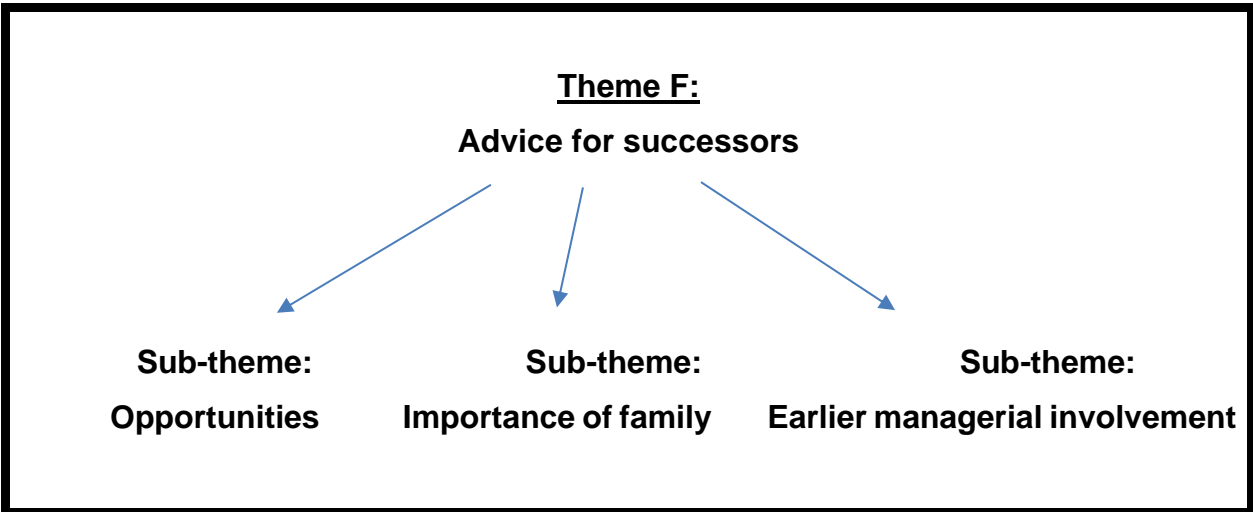 Theme F:
Advice for successors
Sub-theme:
Opportunities
Sub-theme:
Importance of family
Sub-theme:
Earlier managerial involvement